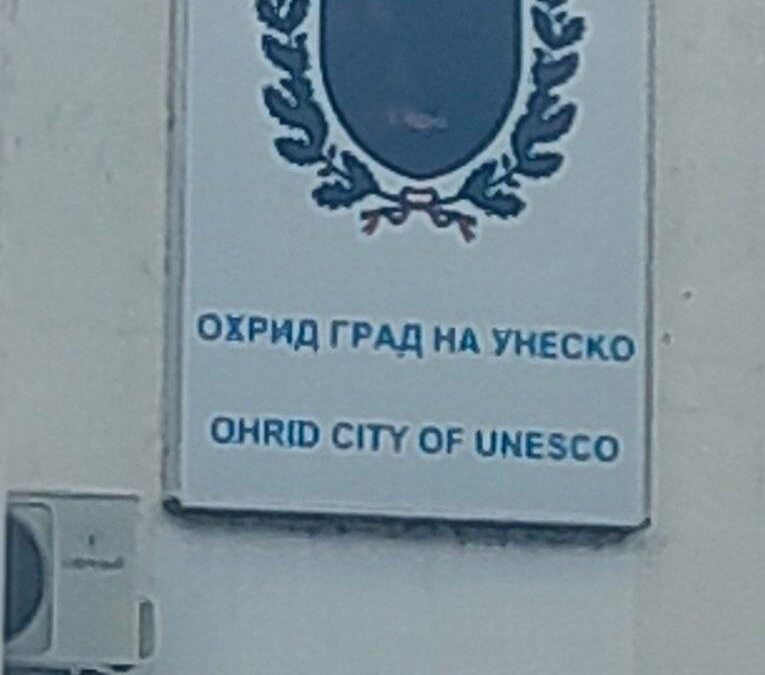 ОХРИД ГРАД НА УНЕСКО
OHRID CITY OF UNESCO